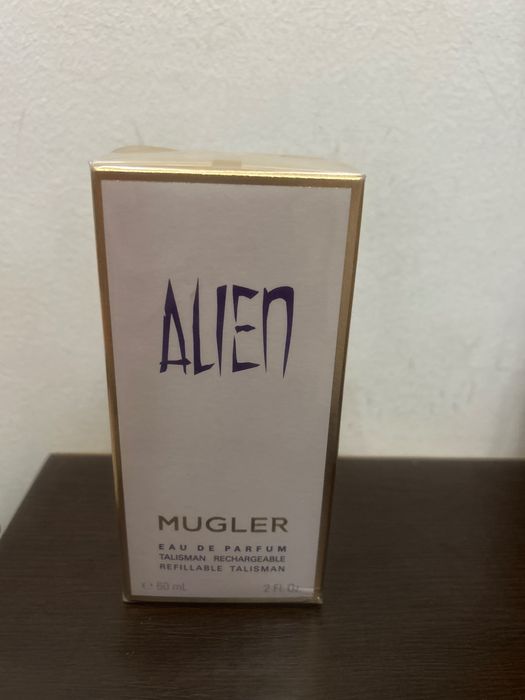 ALIEN
MUGLER
EAU DE PARFUM
TALISMAN RECHARGEABLE
REFILLABLE TALISMAN
℮ 60 mL 2 Fl. Oz.